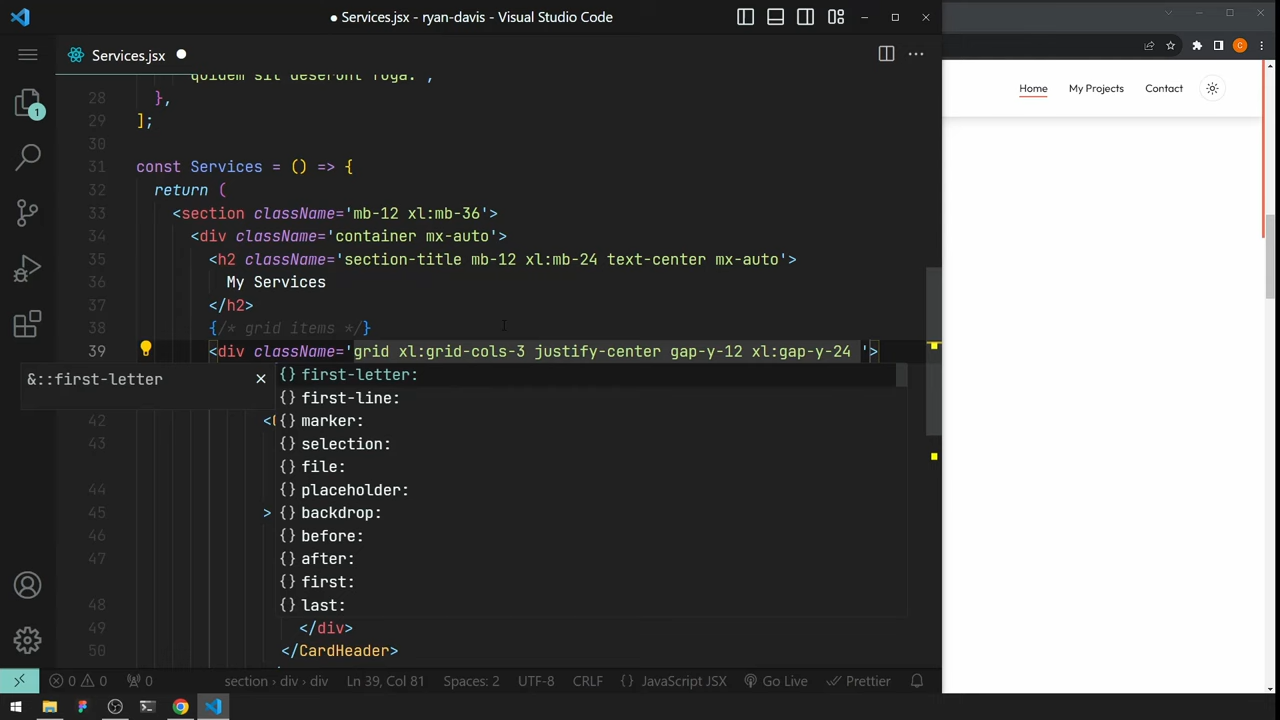 Services.jsx - ryan-davis - Visual Studio Code
Services.jsx
quidem sit deserunt fuga.",
Home
My Projects
Contact
C
1
28 },
29 ];
30
31 const Services = () => {
32 return (
33 <section className='mb-12 xl:mb-36'>
34 <div className='container mx-auto'>
35 <h2 className='section-title mb-12 xl:mb-24 text-center mx-auto'>
36 My Services
37 </h2>
38 {/* grid items */}
39 <div className='grid xl:grid-cols-3 justify-center gap-y-12 xl:gap-y-24 '>
&::first-letter
{} first-letter:
{} first-line:
42 <C {} marker:
43 {} selection:
{} file:
44 {} placeholder:
45 > {} backdrop:
46 {} before:
47 {} after:
{} first:
48 {} last:
49 </div>
50 </CardHeader>
0 0 0 section › div › div Ln 39, Col 81 Spaces: 2 UTF-8 CRLF {} JavaScript JSX Go Live Prettier